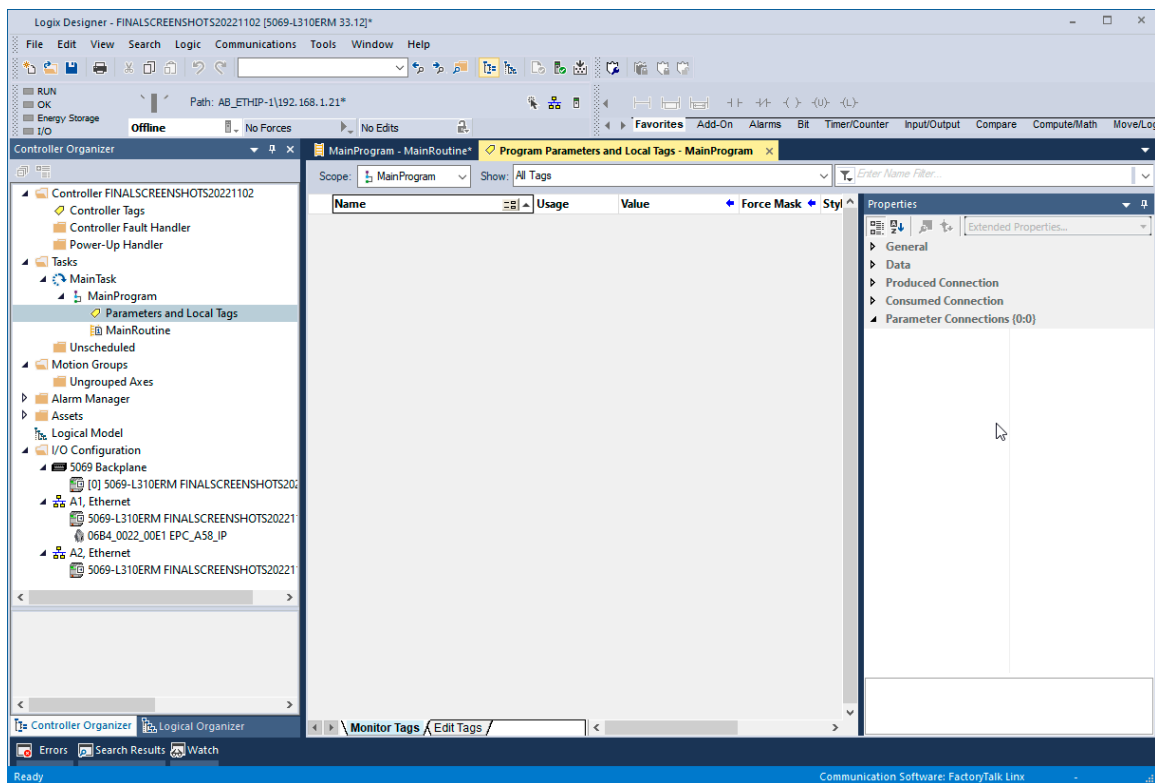 Logix Designer - FINALSCREENSHOTS20221102 [5069-L310ERM 33.12]*
File Edit View Search Logic Communications Tools Window Help
RUN
OK
Energy Storage
I/O
Path: AB_ETHIP-1\192.168.1.21*
Offline
No Forces
No Edits
Favorites Add-On Alarms Bit Timer/Counter Input/Output Compare Compute/Math Move/Log
Controller Organizer
MainProgram - MainRoutine*
Program Parameters and Local Tags - MainProgram
Scope: MainProgram Show: All Tags Enter Name Filter...
Name Usage Value Force Mask Styl
Controller FINALSCREENSHOTS20221102
Controller Tags
Controller Fault Handler
Power-Up Handler
Tasks
MainTask
MainProgram
Parameters and Local Tags
MainRoutine
Unscheduled
Motion Groups
Ungrouped Axes
Alarm Manager
Assets
Logical Model
I/O Configuration
5069 Backplane
[0] 5069-L310ERM FINALSCREENSHOTS202
A1, Ethernet
5069-L310ERM FINALSCREENSHOTS20221
06B4_0022_00E1 EPC_A58_IP
A2, Ethernet
5069-L310ERM FINALSCREENSHOTS20221
Properties
Extended Properties...
General
Data
Produced Connection
Consumed Connection
Parameter Connections {0:0}
Controller Organizer Logical Organizer
Monitor Tags Edit Tags
Errors Search Results Watch
Ready
Communication Software: FactoryTalk Linx